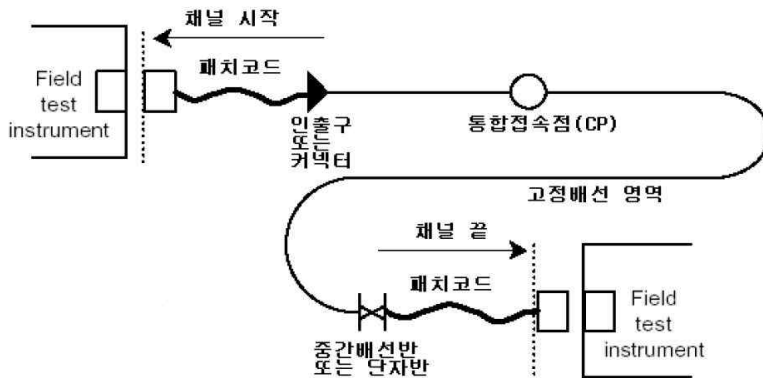 채널 시작
Field
test
instrument
패치코드
인출구
또는
커넥터
통합접속점(CP)
고정배선 영역
채널 끝
패치코드
Field
test
instrument
중간배선반
또는 단자반